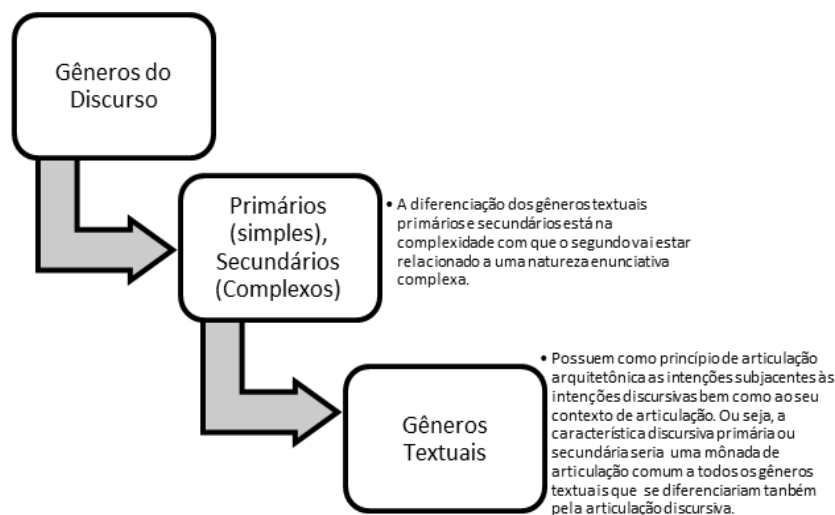 Gêneros do
Discurso
Primários
(simples),
Secundários
(Complexos)
• A diferenciação dos gêneros textuais
primários e secundários está na
complexidade com que o segundo vai estar
relacionado a uma natureza enunciativa
complexa.
Gêneros
Textuais
• Possuem como princípio de articulação
arquitetônica as intenções subjacentes às
intenções discursivas bem como ao seu
contexto de articulação. Ou seja, a
característica discursiva primária ou
secundária seria uma mônada de
articulação comum a todos os gêneros
textuais que se diferenciariam tanbém
pela articulação discursiva.